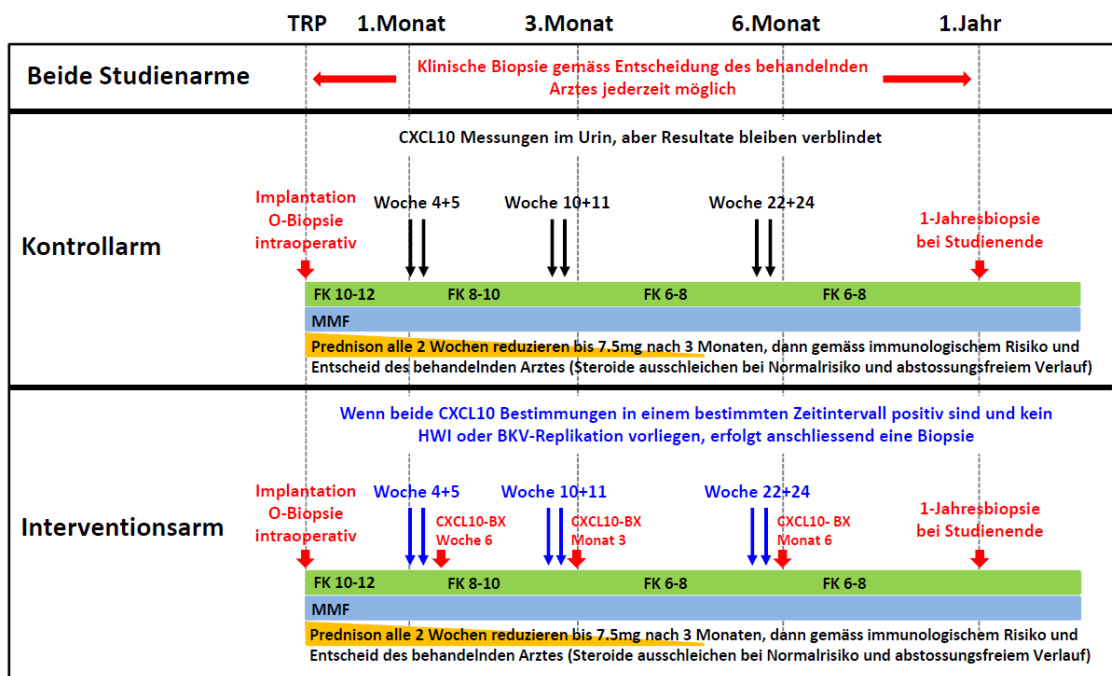 TRP 1.Monat 3.Monat 6.Monat 1.Jahr
Beide Studienarme
Klinische Biopsie gemäss Entscheidung des behandelnden
Arztes jederzeit möglich
CXCL10 Messungen im Urin, aber Resultate bleiben verblindet
Kontrollarm
Implantation
O-Biopsie
intraoperativ
Woche 4+5
Woche 10+11
Woche 22+24
1-Jahresbiopsie
bei Studienende
FK 10-12 FK 8-10 FK 6-8 FK 6-8
MMF
Prednison alle 2 Wochen reduzieren bis 7.5mg nach 3 Monaten, dann gemäss immunologischem Risiko und
Entscheid des behandelnden Arztes (Steroide ausschleichen bei Normalrisiko und abstossungsfreiem Verlauf)
Wenn beide CXCL10 Bestimmungen in einem bestimmten Zeitintervall positiv sind und kein
HWI oder BKV-Replikation vorliegen, erfolgt anschliessend eine Biopsie
Interventionsarm
Implantation
O-Biopsie
intraoperativ
Woche 4+5
CXCL10-BX
Woche 6
Woche 10+11
CXCL10-BX
Monat 3
Woche 22+24
CXCL10- BX
Monat 6
1-Jahresbiopsie
bei Studienende
FK 10-12 FK 8-10 FK 6-8 FK 6-8
MMF
Prednison alle 2 Wochen reduzieren bis 7.5mg nach 3 Monaten, dann gemäss immunologischem Risiko und
Entscheid des behandelnden Arztes (Steroide ausschleichen bei Normalrisiko und abstossungsfreiem Verlauf)